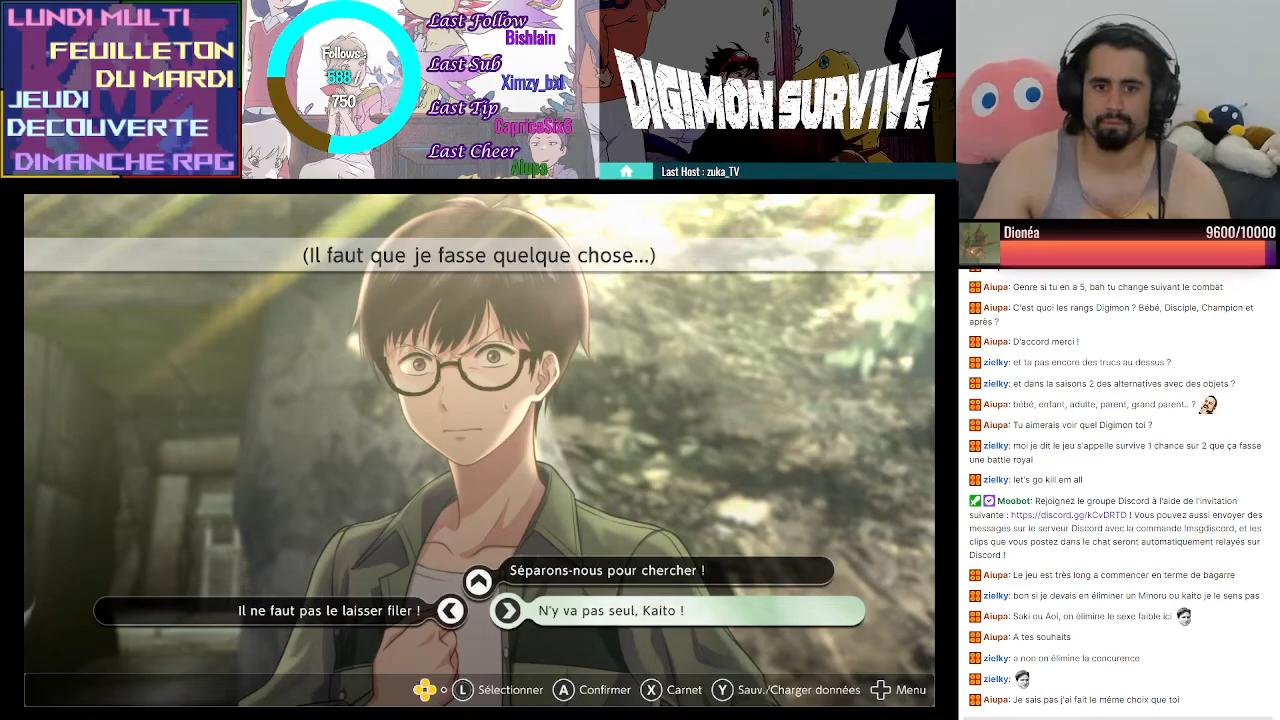 LUNDI MULTI
FEUILLETON
DU MARDI
JEUDI
DECOUVERTE
DIMANCHE RPG
Follows :
588 /
750
Last Follow
Bishlain
Last Sub
Ximzy_bxl
Last Tip
CapricaSix6
Last Cheer
Aiupa
DIGIMON SURVIVE
Last Host : zuka_TV
Dionéa
9600/10000
(Il faut que je fasse quelque chose...)
Séparons-nous pour chercher !
Il ne faut pas le laisser filer !
N'y va pas seul, Kaito !
L Sélectionner A Confirmer X Carnet Y Sauv./Charger données Menu
Aiupa: Genre si tu en a 5, bah tu change suivant le combat
Aiupa: C'est quoi les rangs Digimon ? Bébé, Disciple, Champion et
après ?
Aiupa: D'accord merci !
zielky: et ta pas encore des trucs au dessus ?
zielky: et dans la saisons 2 des alternatives avec des objets ?
Aiupa: bébé, enfant, adulte, parent, grand parent.. ?
Aiupa: Tu aimerais voir quel Digimon toi ?
zielky: moi je dit le jeu s'appelle survive 1 chance sur 2 que ça fasse
une battle royal
zielky: let's go kill em all
Moobot: Rejoignez le groupe Discord à l'aide de l'invitation
suivante : https://discord.gg/kCvDRTD ! Vous pouvez aussi envoyer des
messages sur le serveur Discord avec la commande !msgdiscord, et les
clips que vous postez dans le chat seront automatiquement relayés sur
Discord !
Aiupa: Le jeu est très long a commencer en terme de bagarre
zielky: bon si je devais en éliminer un Minoru ou kaito je le sens pas
Aiupa: Saki ou Aoi, on élimine le sexe faible ici
Aiupa: A tes souhaits
zielky: a non on élimine la concurence
zielky:
Aiupa: Je sais pas j'ai fait le même choix que toi